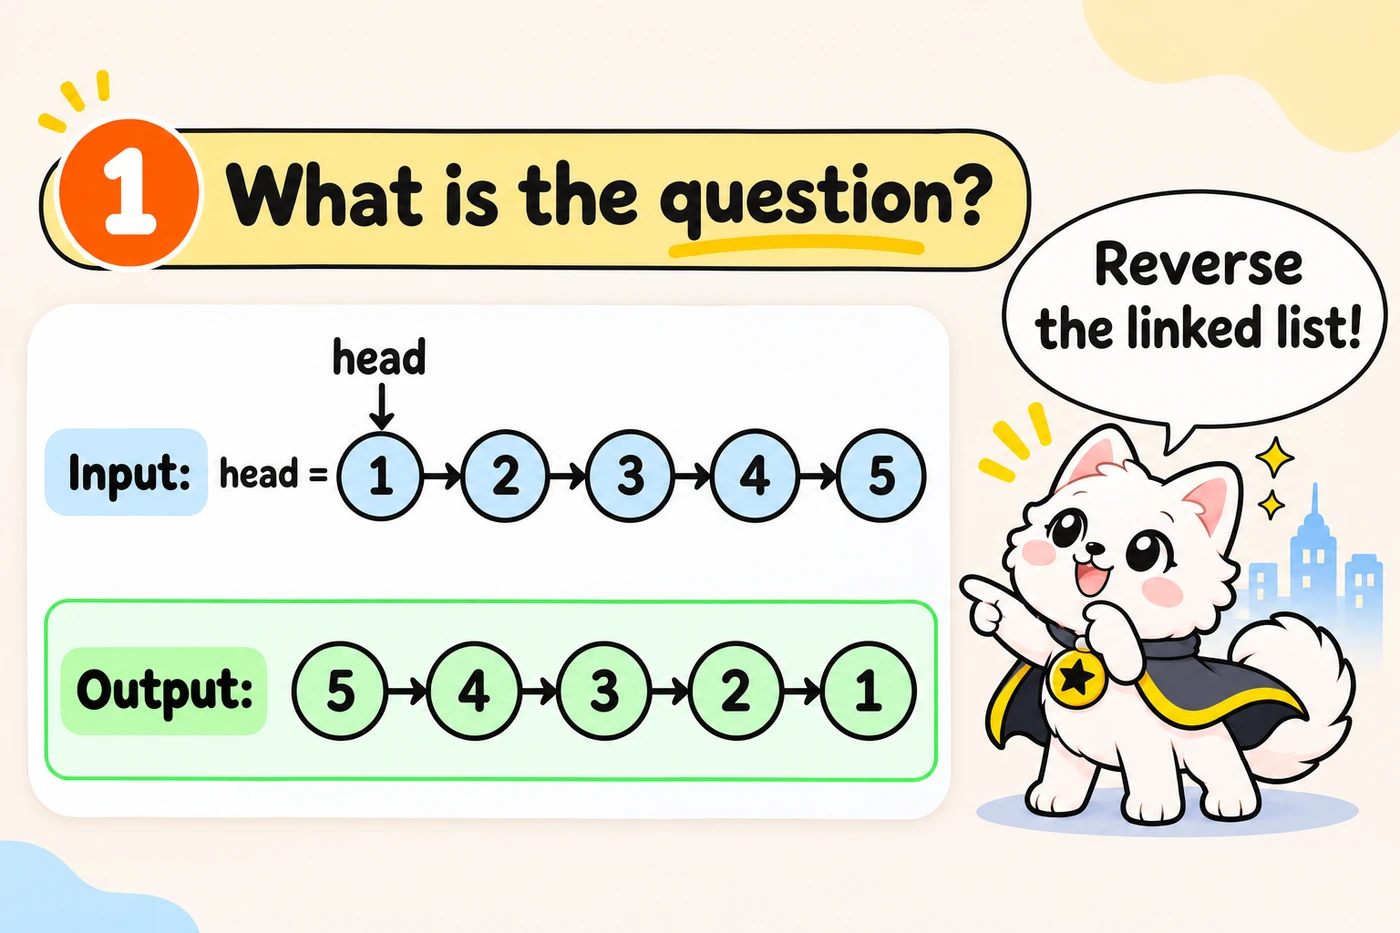 1 What is the question?
Reverse
the linked list!
head
Input: head = 1 → 2 → 3 → 4 → 5
Output: 5 → 4 → 3 → 2 → 1